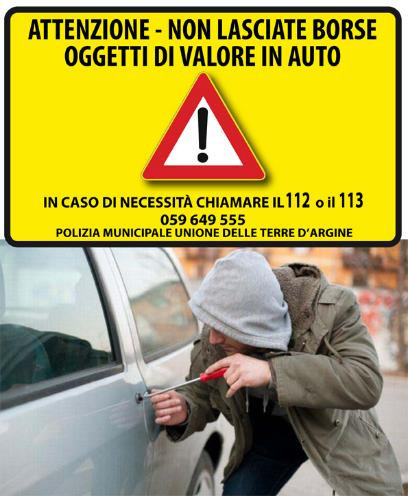 ATTENZIONE - NON LASCIATE BORSE
OGGETTI DI VALORE IN AUTO
IN CASO DI NECESSITÀ CHIAMARE IL 112 o il 113
059 649 555
POLIZIA MUNICIPALE UNIONE DELLE TERRE D'ARGINE